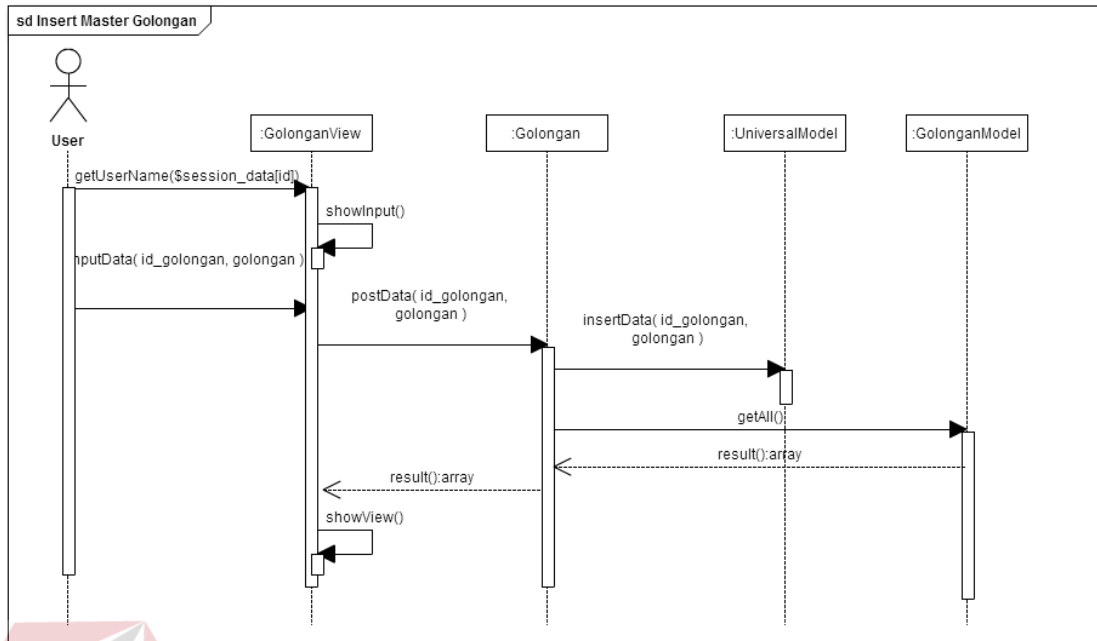 sd Insert Master Golongan
User
:GolonganView
:Golongan
:UniversalModel
:GolonganModel
getUserName($session_data[id])
showInput()
nputData( id_golongan, golongan )
postData( id_golongan,
golongan )
insertData( id_golongan,
golongan )
getAll()
result():array
result():array
showView()